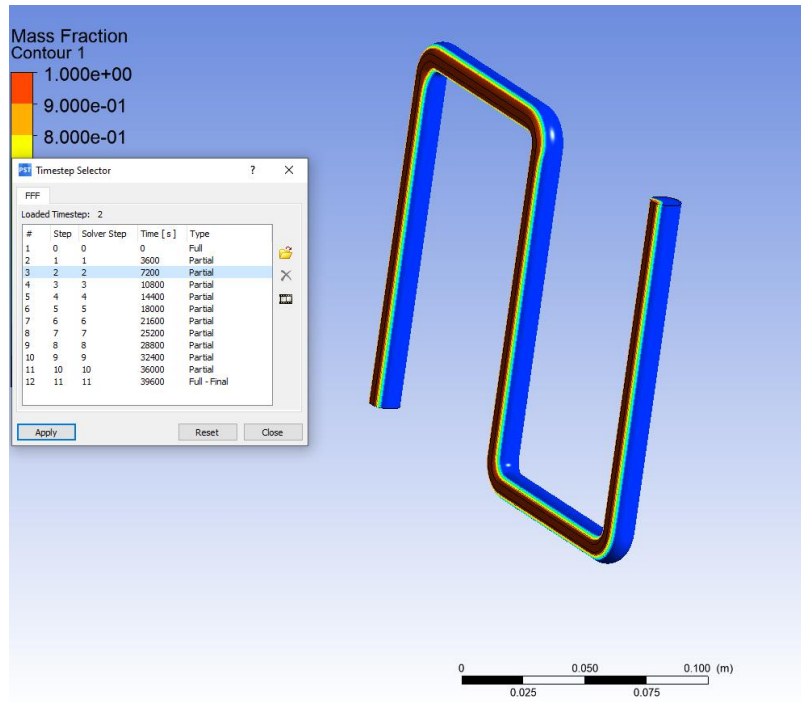 Mass Fraction
Contour 1
1.000e+00
9.000e-01
8.000e-01
PST Timestep Selector ? ×
FFF
Loaded Timestep: 2
# Step Solver Step Time [ s ] Type
1 0 0 0 Full
2 1 1 3600 Partial
3 2 2 7200 Partial
4 3 3 10800 Partial
5 4 4 14400 Partial
6 5 5 18000 Partial
7 6 6 21600 Partial
8 7 7 25200 Partial
9 8 8 28800 Partial
10 9 9 32400 Partial
11 10 10 36000 Partial
12 11 11 39600 Full - Final
Apply Reset Close
0 0.050 0.100 (m)
0.025 0.075